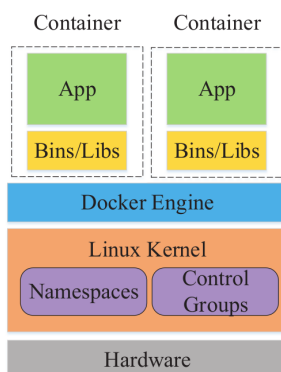 Container Container
App App
Bins/Libs Bins/Libs
Docker Engine
Linux Kernel
Namespaces Control
Groups
Hardware